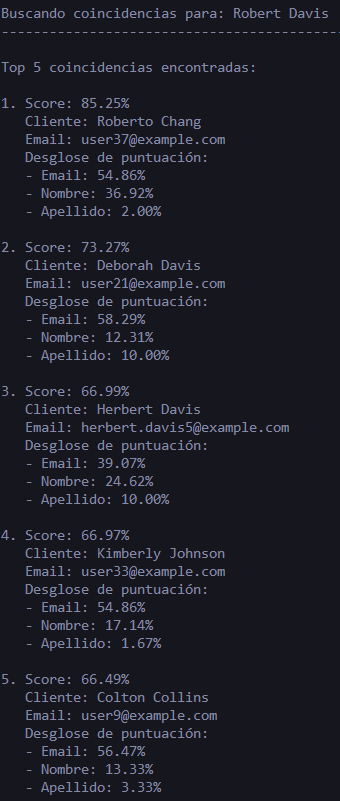 Buscando coincidencias para: Robert Davis
------------------------------------------
Top 5 coincidencias encontradas:
1. Score: 85.25%
Cliente: Roberto Chang
Email: user37@example.com
Desglose de puntuación:
- Email: 54.86%
- Nombre: 36.92%
- Apellido: 2.00%
2. Score: 73.27%
Cliente: Deborah Davis
Email: user21@example.com
Desglose de puntuación:
- Email: 58.29%
- Nombre: 12.31%
- Apellido: 10.00%
3. Score: 66.99%
Cliente: Herbert Davis
Email: herbert.davis5@example.com
Desglose de puntuación:
- Email: 39.07%
- Nombre: 24.62%
- Apellido: 10.00%
4. Score: 66.97%
Cliente: Kimberly Johnson
Email: user33@example.com
Desglose de puntuación:
- Email: 54.86%
- Nombre: 17.14%
- Apellido: 1.67%
5. Score: 66.49%
Cliente: Colton Collins
Email: user9@example.com
Desglose de puntuación:
- Email: 56.47%
- Nombre: 13.33%
- Apellido: 3.33%